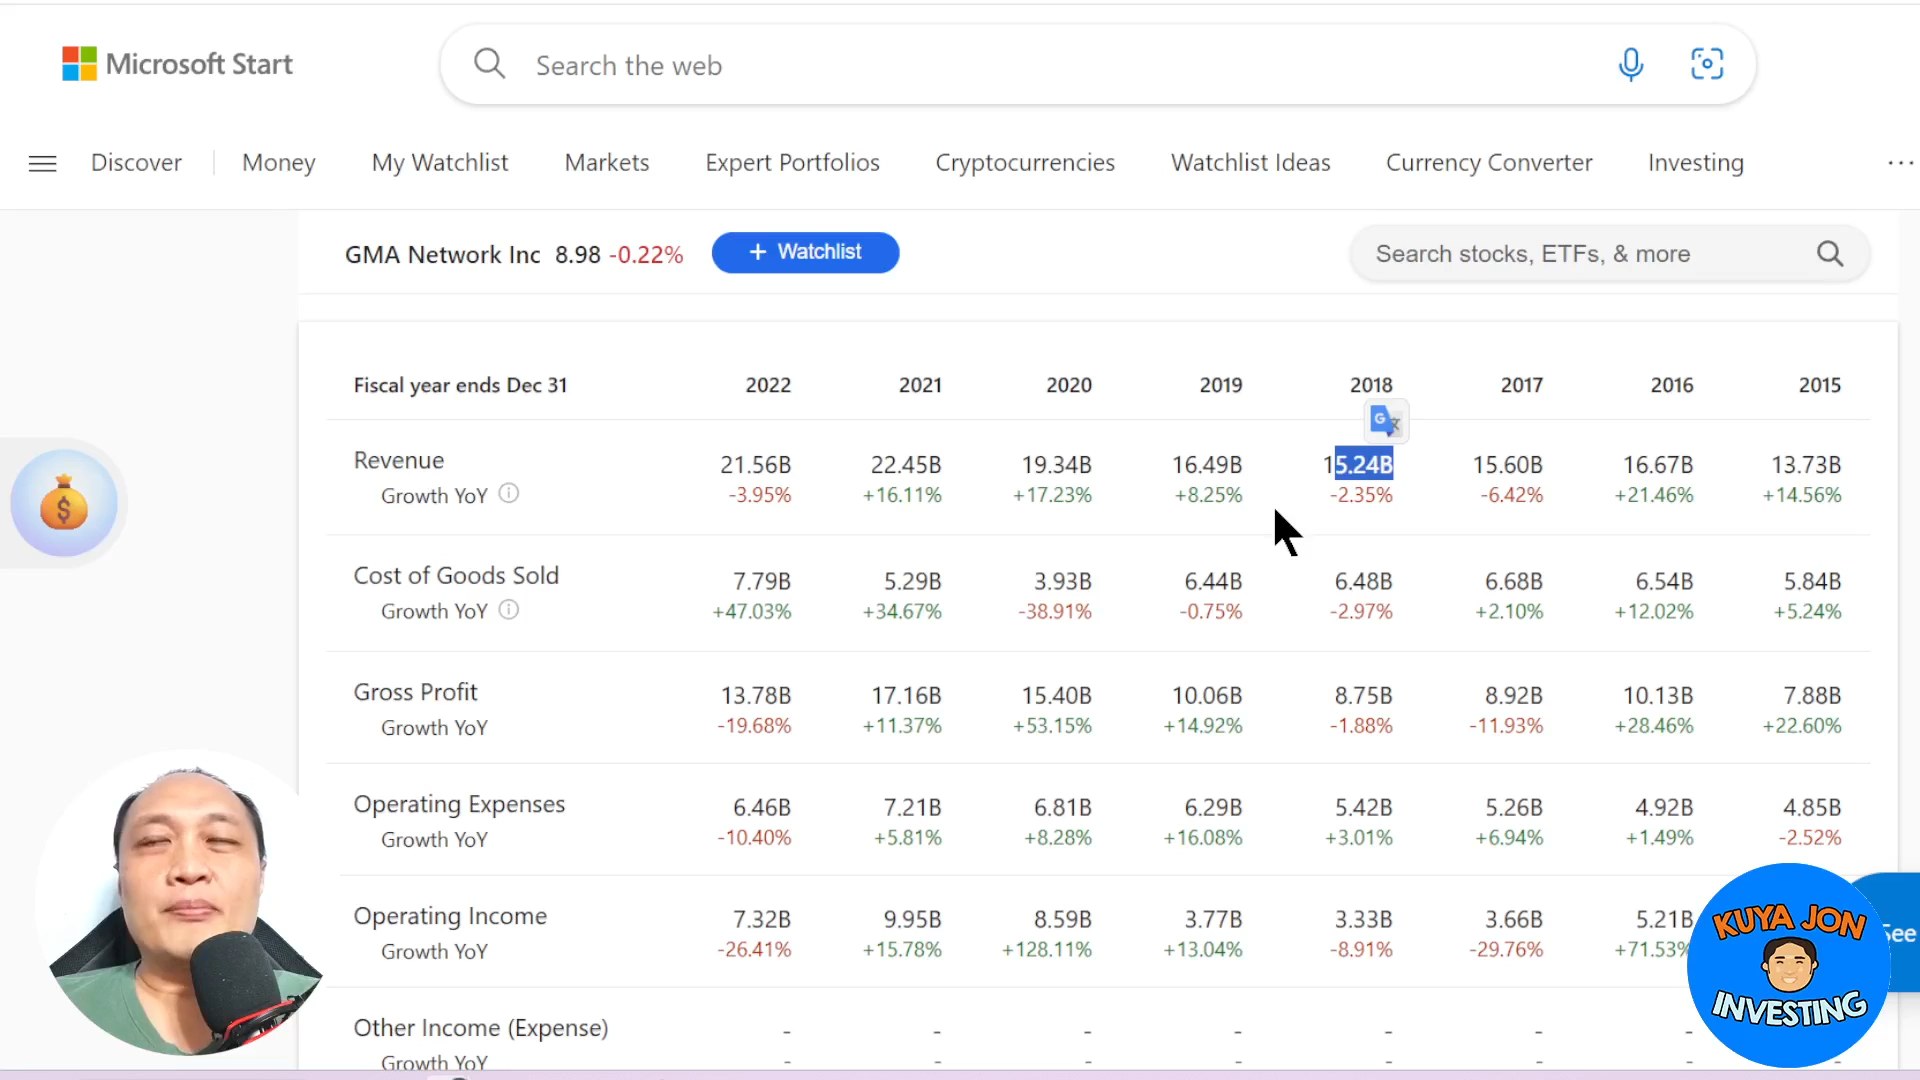 Microsoft Start
Search the web
Discover Money My Watchlist Markets Expert Portfolios Cryptocurrencies Watchlist Ideas Currency Converter Investing ...
GMA Network Inc 8.98 -0.22% + Watchlist Search stocks, ETFs, & more
Fiscal year ends Dec 31 2022 2021 2020 2019 2018 2017 2016 2015
Revenue 21.56B 22.45B 19.34B 16.49B 15.24B 15.60B 16.67B 13.73B
Growth YoY -3.95% +16.11% +17.23% +8.25% -2.35% -6.42% +21.46% +14.56%
Cost of Goods Sold 7.79B 5.29B 3.93B 6.44B 6.48B 6.68B 6.54B 5.84B
Growth YoY +47.03% +34.67% -38.91% -0.75% -2.97% +2.10% +12.02% +5.24%
Gross Profit 13.78B 17.16B 15.40B 10.06B 8.75B 8.92B 10.13B 7.88B
Growth YoY -19.68% +11.37% +53.15% +14.92% -1.88% -11.93% +28.46% +22.60%
Operating Expenses 6.46B 7.21B 6.81B 6.29B 5.42B 5.26B 4.92B 4.85B
Growth YoY -10.40% +5.81% +8.28% +16.08% +3.01% +6.94% +1.49% -2.52%
Operating Income 7.32B 9.95B 8.59B 3.77B 3.33B 3.66B 5.21B
Growth YoY -26.41% +15.78% +128.11% +13.04% -8.91% -29.76% +71.53%
Other Income (Expense) - - - - - - -
Growth YoY - - - - - - - -
KUYA JON
INVESTING
See